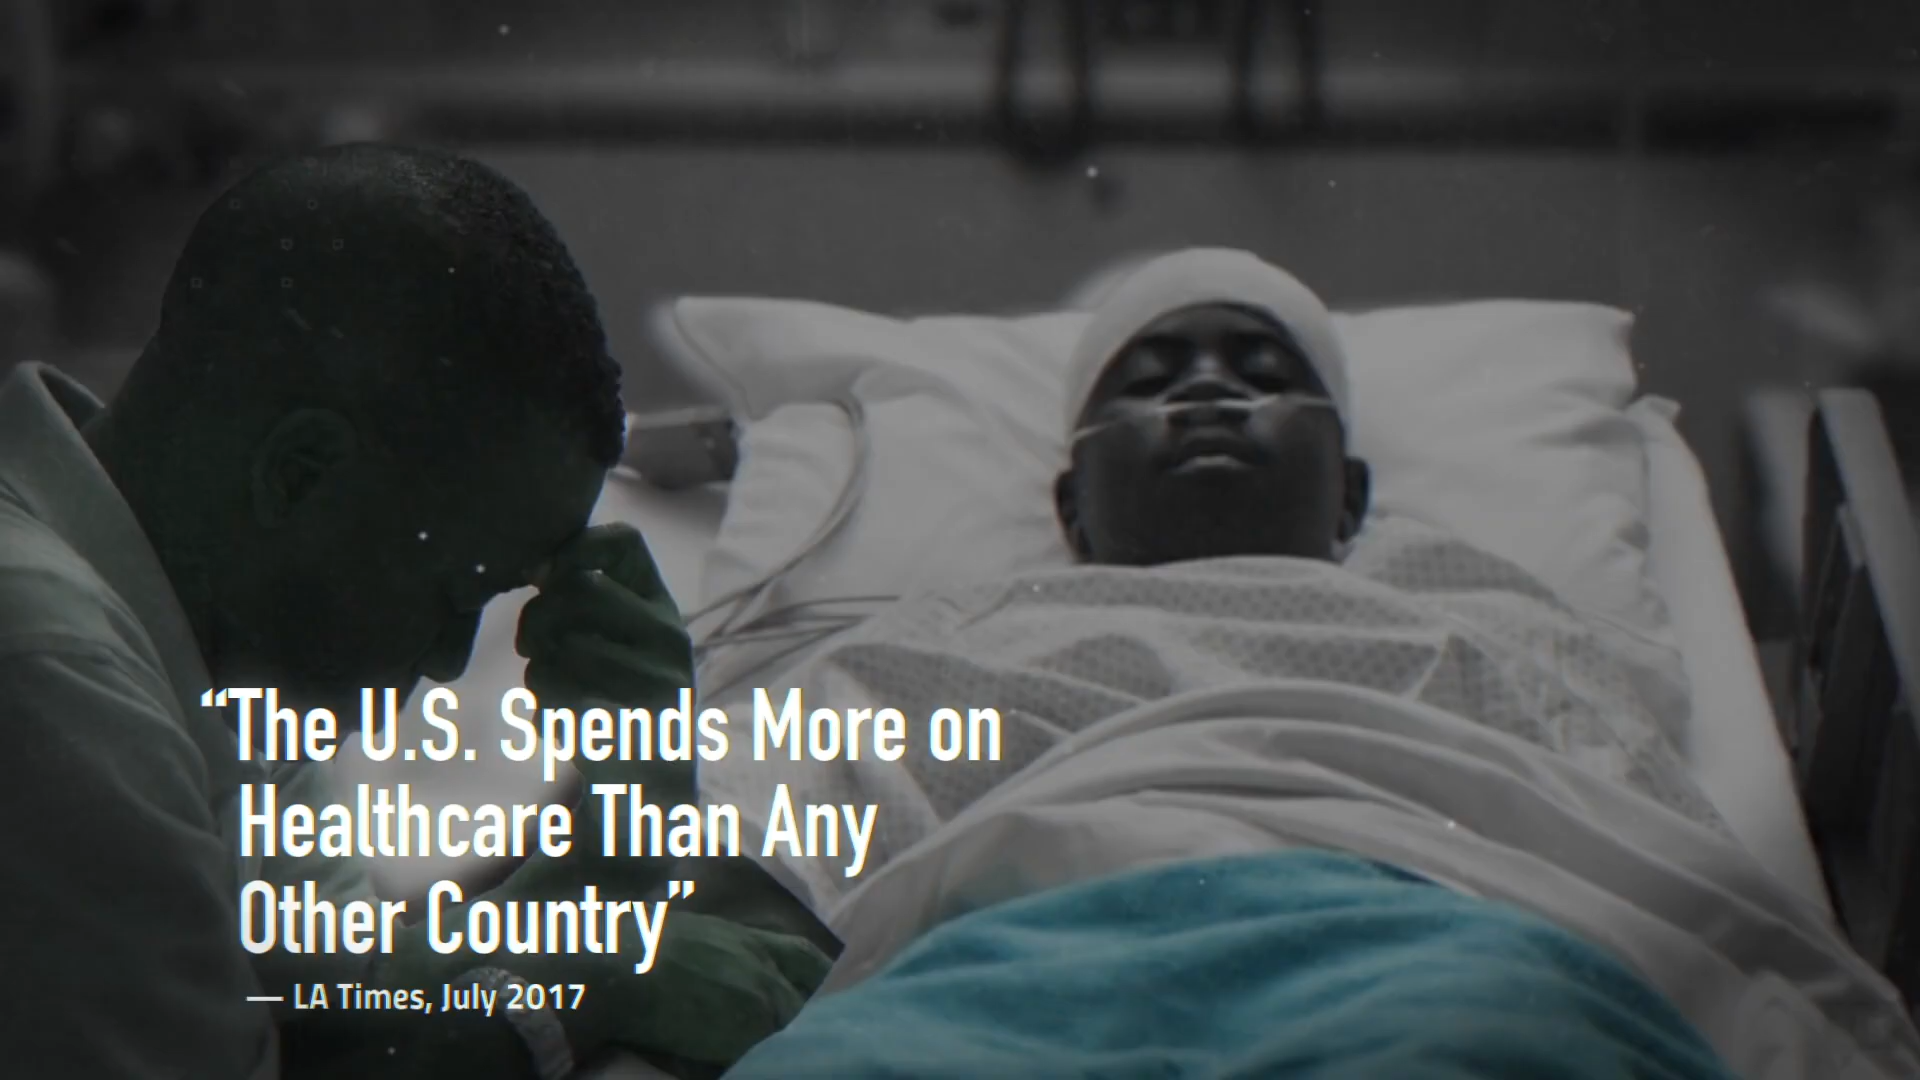 “The U.S. Spends More on
Healthcare Than Any
Other Country”
— LA Times, July 2017